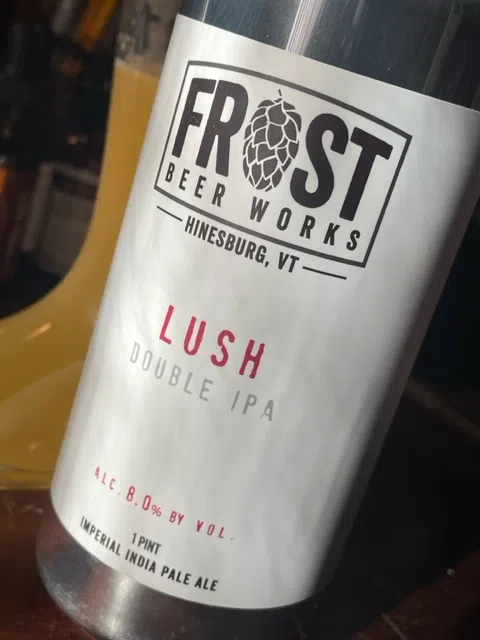 FROST
BEER WORKS
HINESBURG, VT
LUSH
DOUBLE IPA
ALC. 8.0% BY VOL.
1 PINT
IMPERIAL INDIA PALE ALE